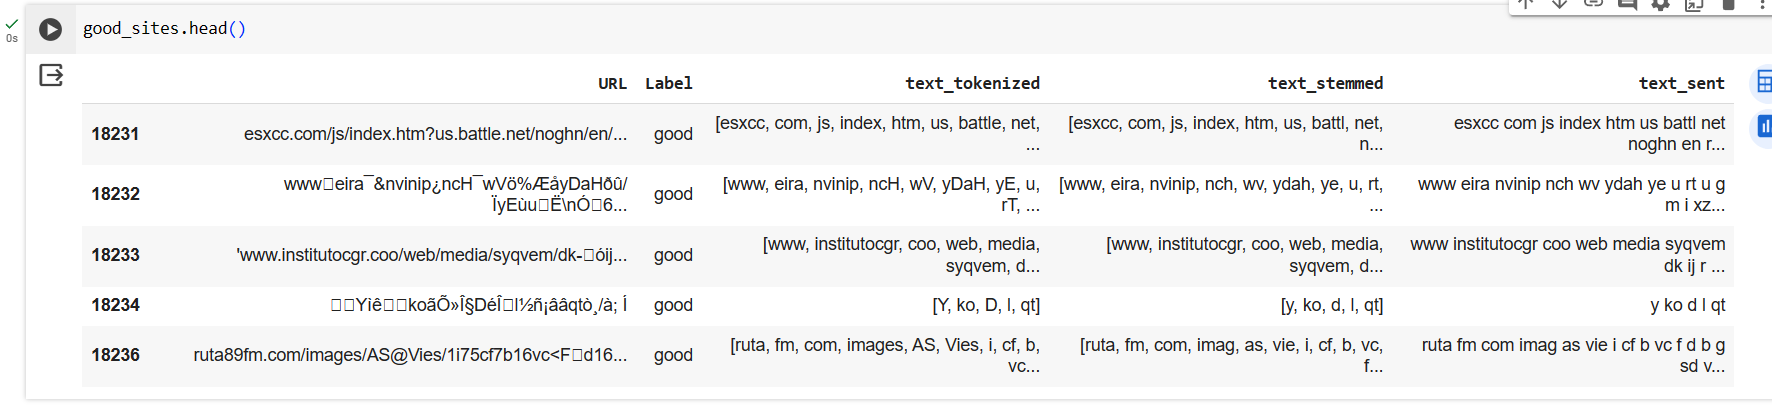 0s
good_sites.head()
URL Label text_tokenized text_stemmed text_sent
18231 esxcc.com/js/index.htm?us.battle.net/noghn/en/... good [esxcc, com, js, index, htm, us, battle, net, ... [esxcc, com, js, index, htm, us, battl, net, n... esxcc com js index htm us battl net noghn en r...
18232 www□eira¯&nvinip¿ncH¯wVö%ÆåyDaHðû/ÏyEùu□Ë\nÓ□6... good [www, eira, nvinip, ncH, wV, yDaH, yE, u, rT, ... [www, eira, nvinip, nch, wv, ydah, ye, u, rt, ... www eira nvinip nch wv ydah ye u rt u g m i xz...
18233 'www.institutocgr.coo/web/media/syqvem/dk-□óij... good [www, institutocgr, coo, web, media, syqvem, d... [www, institutocgr, coo, web, media, syqvem, d... www institutocgr coo web media syqvem dk ij r ...
18234 □□Yìê□□koãÕ»Î§DéÎ□l½ñ¡ââqtò¸/à; Í good [Y, ko, D, l, qt] [y, ko, d, l, qt] y ko d l qt
18236 ruta89fm.com/images/AS@Vies/1i75cf7b16vc<F□d16... good [ruta, fm, com, images, AS, Vies, i, cf, b, vc... [ruta, fm, com, imag, as, vie, i, cf, b, vc, f... ruta fm com imag as vie i cf b vc f d b g sd v...